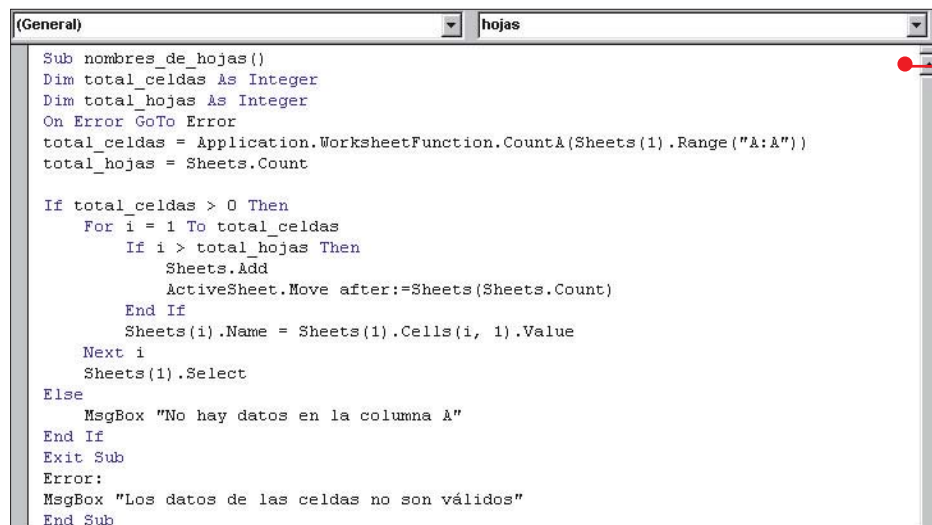 (General) hojas
Sub nombres_de_hojas()
Dim total_celdas As Integer
Dim total_hojas As Integer
On Error GoTo Error
total_celdas = Application.WorksheetFunction.CountA(Sheets(1).Range("A:A"))
total_hojas = Sheets.Count

If total_celdas > 0 Then
    For i = 1 To total_celdas
        If i > total_hojas Then
            Sheets.Add
            ActiveSheet.Move after:=Sheets(Sheets.Count)
        End If
        Sheets(i).Name = Sheets(1).Cells(i, 1).Value
    Next i
    Sheets(1).Select
Else
    MsgBox "No hay datos en la columna A"
End If
Exit Sub
Error:
MsgBox "Los datos de las celdas no son válidos"
End Sub